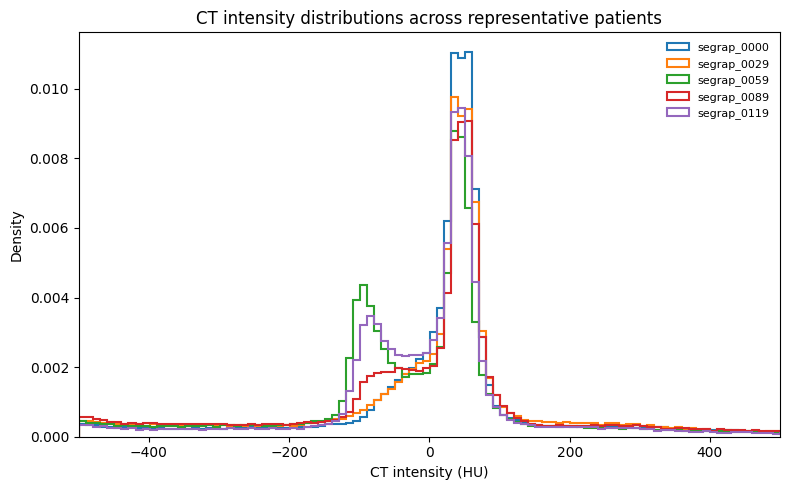 CT intensity distributions across representative patients
segrap_0000
segrap_0029
segrap_0059
segrap_0089
segrap_0119
Density
0.010
0.008
0.006
0.004
0.002
0.000
−400
−200
0
200
400
CT intensity (HU)